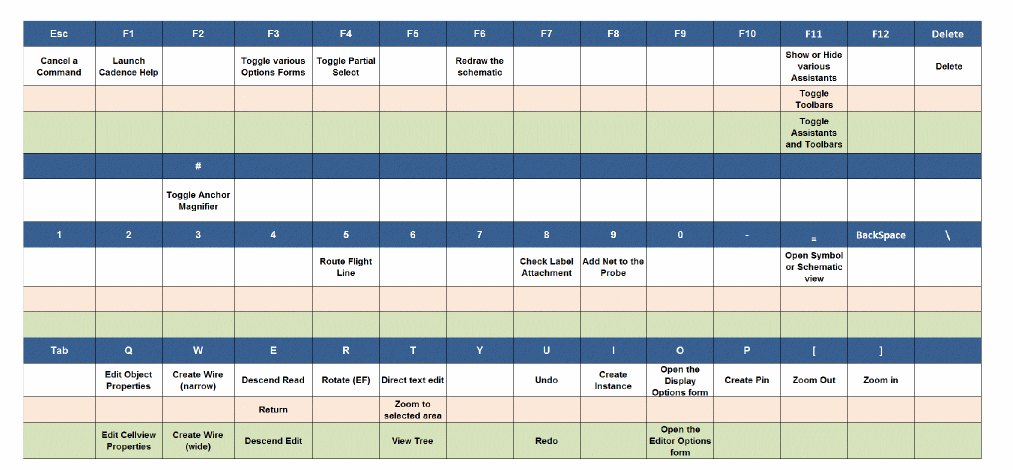 Esc F1 F2 F3 F4 F5 F6 F7 F8 F9 F10 F11 F12 Delete
Cancel a Command Launch Cadence Help Toggle various Options Forms Toggle Partial Select Redraw the schematic Show or Hide various Assistants Delete
Toggle Toolbars
Toggle Assistants and Toolbars
#
Toggle Anchor Magnifier
1 2 3 4 5 6 7 8 9 0 - = BackSpace \
Route Flight Line Check Label Attachment Add Net to the Probe Open Symbol or Schematic view
Tab Q W E R T Y U I O P [ ]
Edit Object Properties Create Wire (narrow) Descend Read Rotate (EF) Direct text edit Undo Create Instance Open the Display Options form Create Pin Zoom Out Zoom in
Return Zoom to selected area
Edit Cellview Properties Create Wire (wide) Descend Edit View Tree Redo Open the Editor Options form